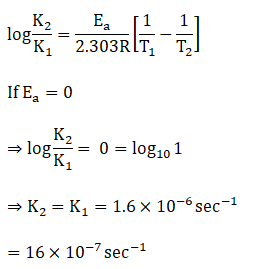 log K₂/K₁ = Eₐ/2.303R [1/T₁ − 1/T₂]
If Eₐ = 0
⇒ log K₂/K₁ = 0 = log₁₀ 1
⇒ K₂ = K₁ = 1.6 × 10⁻⁶ sec⁻¹
= 16 × 10⁻⁷ sec⁻¹